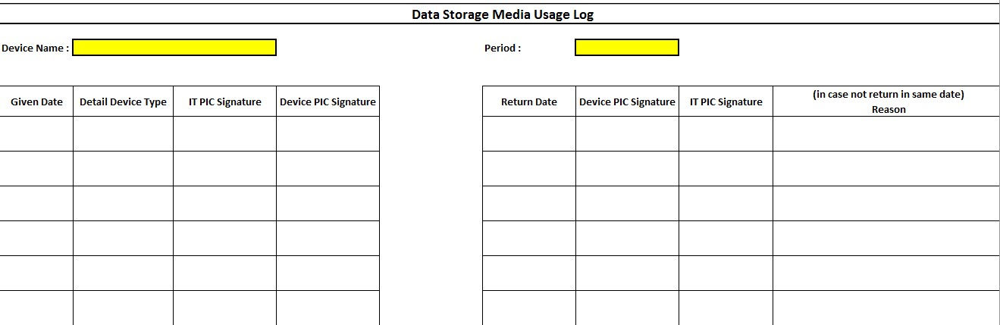 Data Storage Media Usage Log
Device Name :
Period :
Given Date
Detail Device Type
IT PIC Signature
Device PIC Signature
Return Date
Device PIC Signature
IT PIC Signature
(in case not return in same date)
Reason